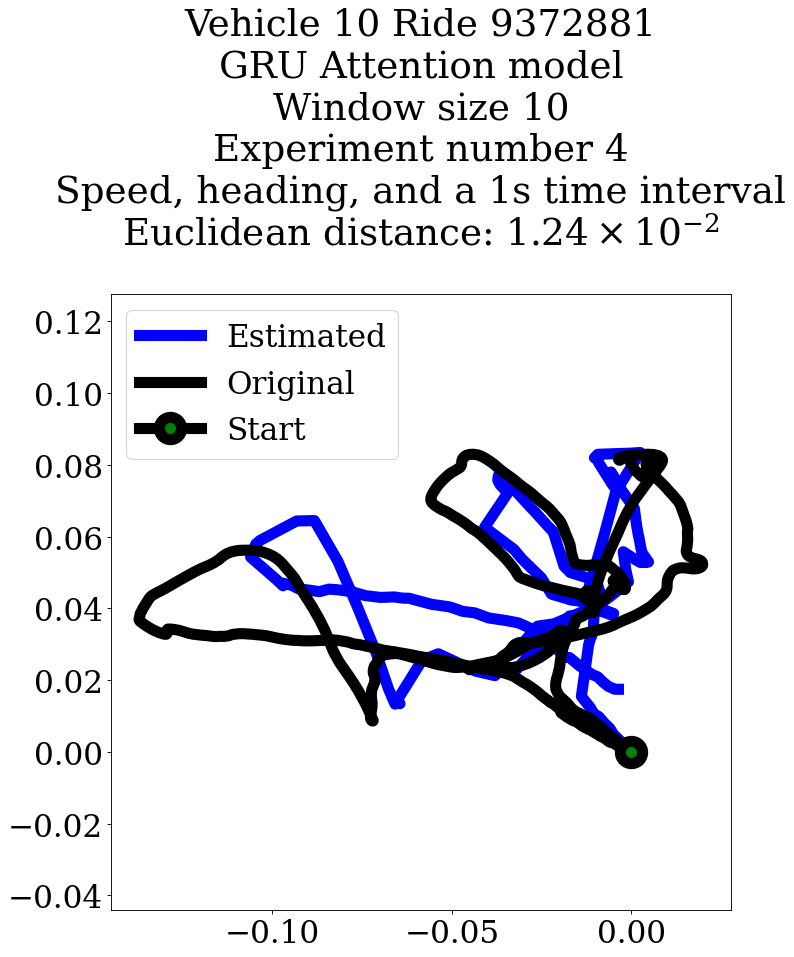 Vehicle 10 Ride 9372881
GRU Attention model
Window size 10
Experiment number 4
Speed, heading, and a 1s time interval
Euclidean distance: 1.24 × 10⁻²
Estimated
Original
Start
0.12
0.10
0.08
0.06
0.04
0.02
0.00
−0.02
−0.04
−0.10
−0.05
0.00